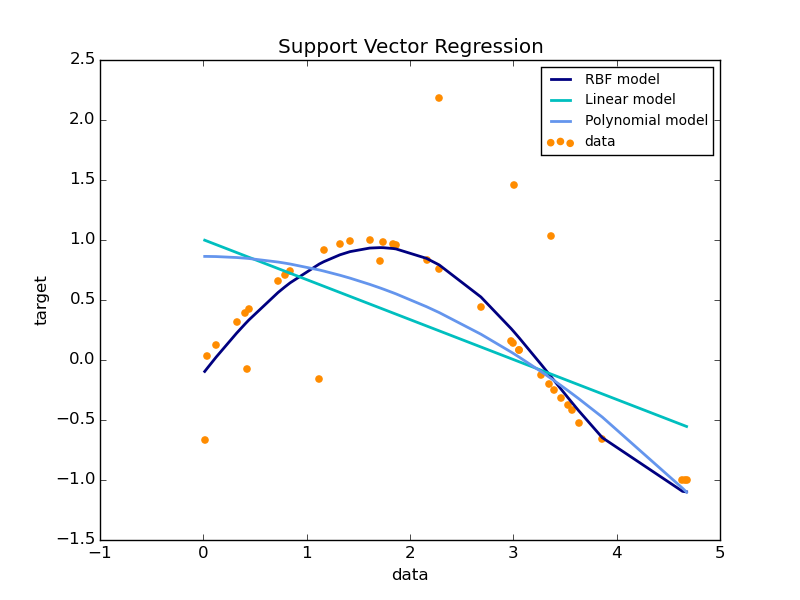 Support Vector Regression
RBF model
Linear model
Polynomial model
data
2.5
2.0
1.5
1.0
0.5
0.0
−0.5
−1.0
−1.5
target
−1
0
1
2
3
4
5
data